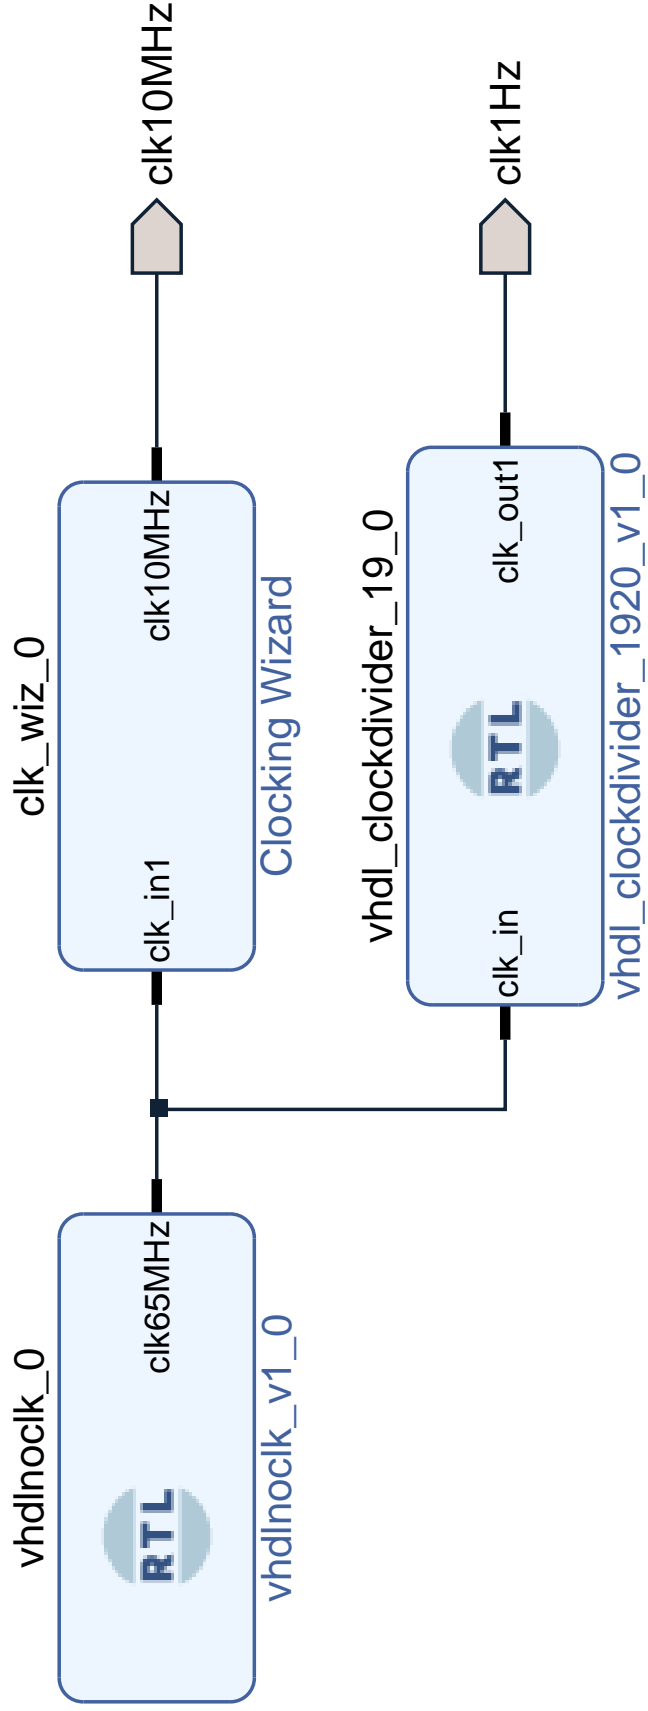 vhdlnoclk_0
RTL
clk65MHz
vhdlnoclk_v1_0
clk_wiz_0
clk_in1
clk10MHz
Clocking Wizard
clk10MHz
vhdl_clockdivider_19_0
clk_in
RTL
clk_out1
vhdl_clockdivider_1920_v1_0
clk1Hz